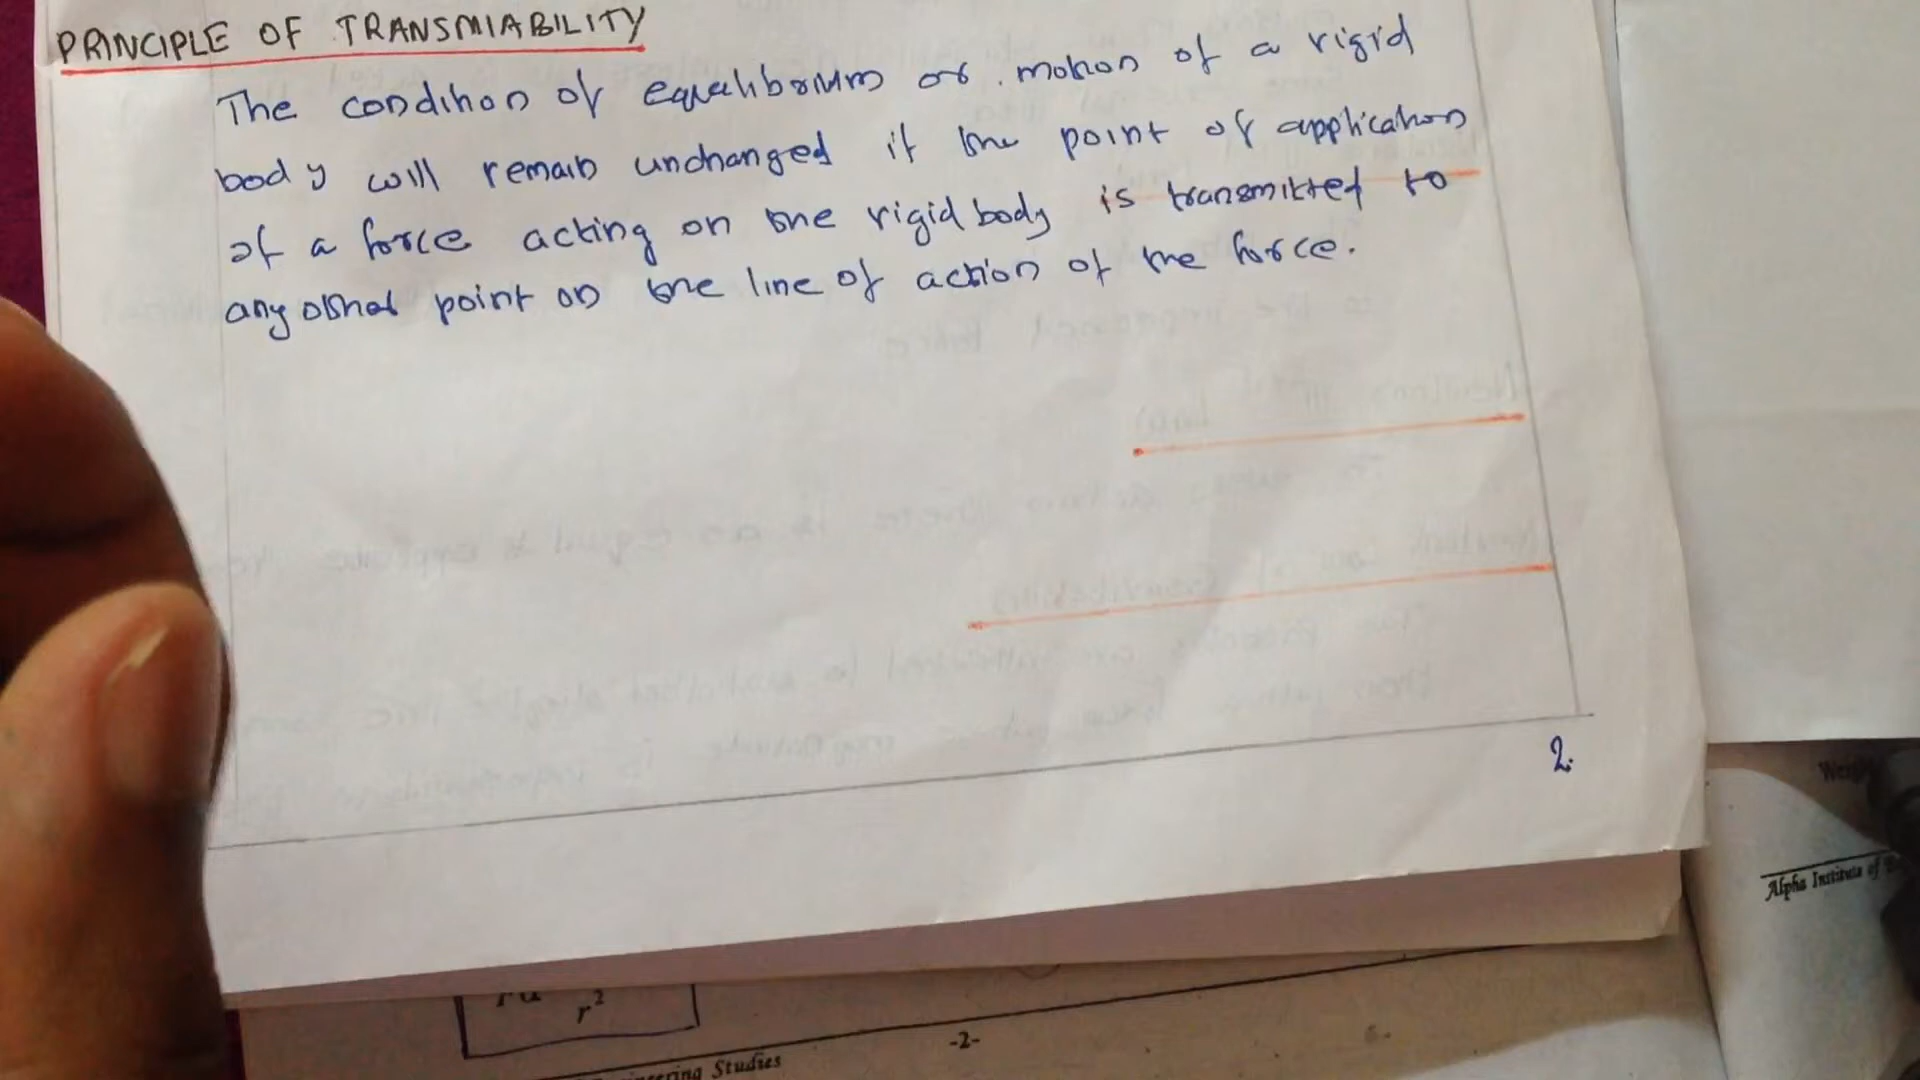 PRINCIPLE OF TRANSMIABILITY
The condition of equilibrium or motion of a rigid
body will remain unchanged if the point of application
of a force acting on the rigid body is transmitted to
any other point on the line of action of the force.
2.
r²
-2-
Studies
Alpha Institute of